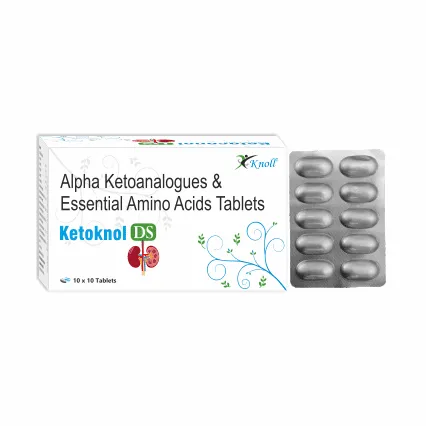 Knoll
Alpha Ketoanalogues &
Essential Amino Acids Tablets
Ketoknol DS
10 x 10 Tablets